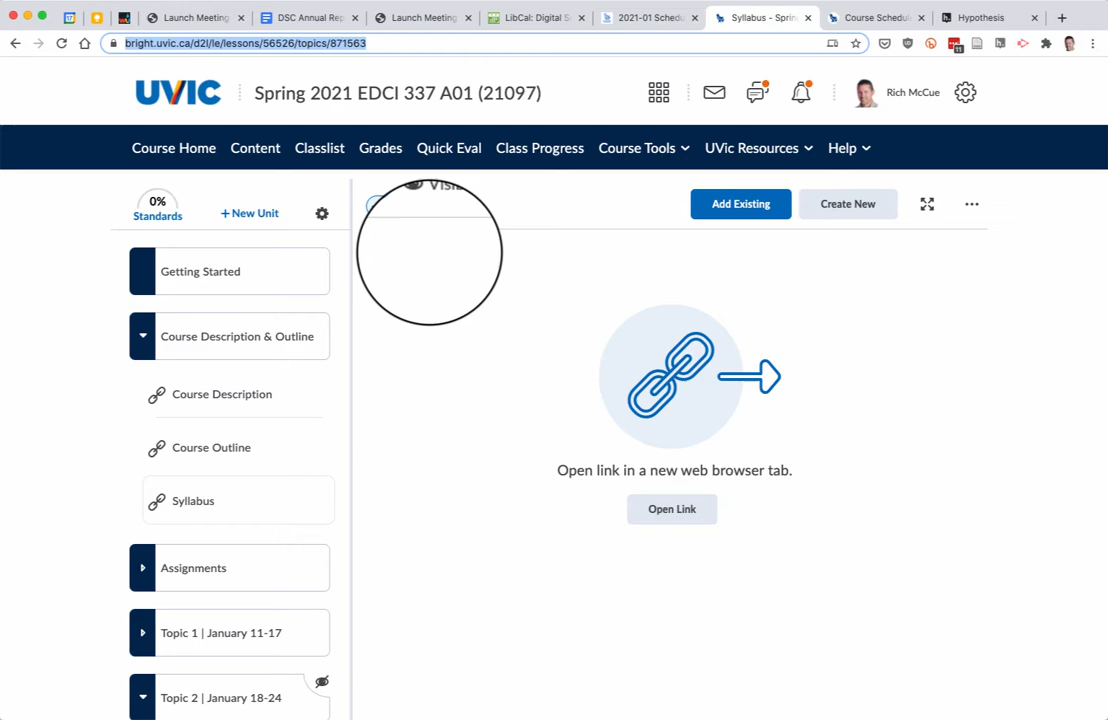 Launch Meeting
DSC Annual Rep
Launch Meeting
LibCal: Digital S
2021-01 Schedu
Syllabus - Sprin
Course Schedul
Hypothesis
bright.uvic.ca/d2l/le/lessons/56526/topics/871563
11
UVIC
Spring 2021 EDCI 337 A01 (21097)
Rich McCue
Course Home Content Classlist Grades Quick Eval Class Progress Course Tools UVic Resources Help
0%
Standards
+ New Unit
Add Existing
Create New
Getting Started
Course Description & Outline
Course Description
Course Outline
Syllabus
Assignments
Topic 1 | January 11-17
Topic 2 | January 18-24
Open link in a new web browser tab.
Open Link